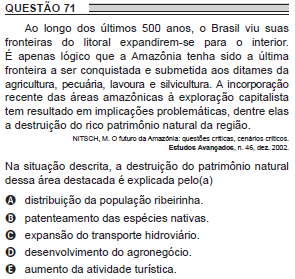 QUESTÃO 71
Ao longo dos últimos 500 anos, o Brasil viu suas
fronteiras do litoral expandirem-se para o interior.
É apenas lógico que a Amazônia tenha sido a última
fronteira a ser conquistada e submetida aos ditames da
agricultura, pecuária, lavoura e silvicultura. A incorporação
recente das áreas amazônicas à exploração capitalista
tem resultado em implicações problemáticas, dentre elas
a destruição do rico patrimônio natural da região.
NITSCH, M. O futuro da Amazônia: questões críticas, cenários críticos.
Estudos Avançados, n. 46, dez. 2002.
Na situação descrita, a destruição do patrimônio natural
dessa área destacada é explicada pelo(a)
A distribuição da população ribeirinha.
B patenteamento das espécies nativas.
C expansão do transporte hidroviário.
D desenvolvimento do agronegócio.
E aumento da atividade turística.